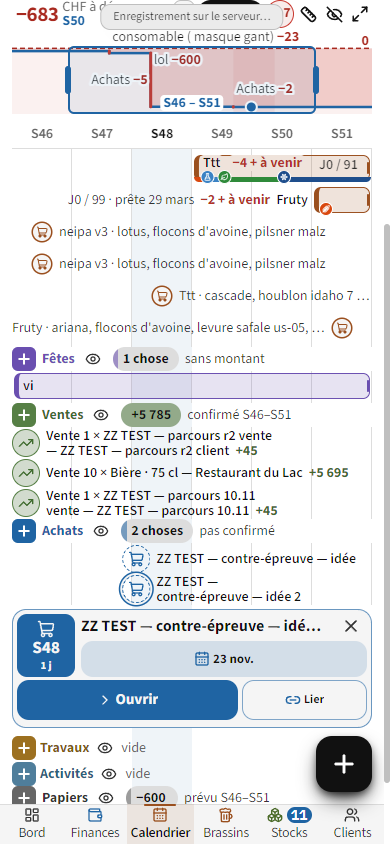 −683 CHF à dé
S50
Enregistrement sur le serveur…
7
consomable ( masque gant) −23
0
lol −600
Achats −5
Achats −2
S46 – S51
S46 S47 S48 S49 S50 S51
Ttt −4 + à venir J0 / 91
J0 / 99 · prête 29 mars −2 + à venir Fruty
neipa v3 · lotus, flocons d'avoine, pilsner malz
neipa v3 · lotus, flocons d'avoine, pilsner malz
Ttt · cascade, houblon idaho 7 …
Fruty · ariana, flocons d'avoine, levure safale us-05, …
Fêtes 1 chose sans montant
vi
Ventes +5 785 confirmé S46–S51
Vente 1 × ZZ TEST — parcours r2 vente
— ZZ TEST — parcours r2 client +45
Vente 10 × Bière · 75 cl — Restaurant du Lac +5 695
Vente 1 × ZZ TEST — parcours 10.11
vente — ZZ TEST — parcours 10.11 +45
Achats 2 choses pas confirmé
ZZ TEST — contre-épreuve — idée
ZZ TEST —
contre-épreuve — idée 2
S48
1 j
ZZ TEST — contre-épreuve — idé…
23 nov.
Ouvrir
Lier
Travaux vide
Activités vide
Papiers −600 prévu S46–S51
11
Bord Finances Calendrier Brassins Stocks Clients